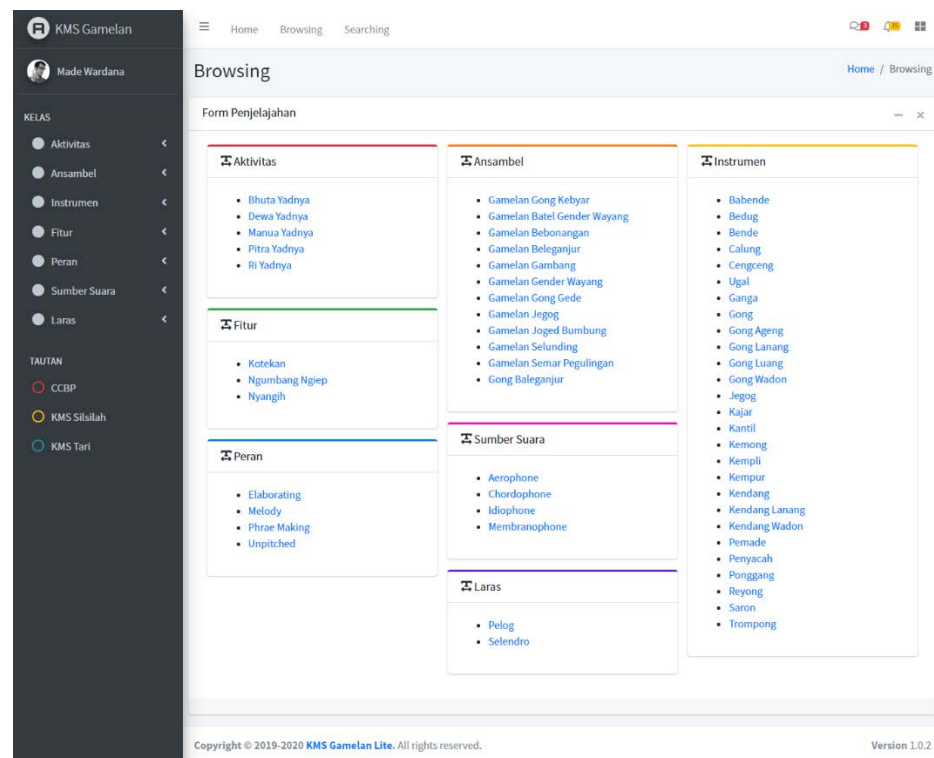 KMS Gamelan
Home Browsing Searching
3 15
Made Wardana
Browsing
Home / Browsing
KELAS
Aktivitas
Ansambel
Instrumen
Fitur
Peran
Sumber Suara
Laras
TAUTAN
CCBP
KMS Silsilah
KMS Tari
Form Penjelajahan
Aktivitas
Bhuta Yadnya
Dewa Yadnya
Manua Yadnya
Pitra Yadnya
Ri Yadnya
Fitur
Kotekan
Ngumbang Ngiep
Nyangih
Peran
Elaborating
Melody
Phrae Making
Unpitched
Ansambel
Gamelan Gong Kebyar
Gamelan Batel Gender Wayang
Gamelan Bebonangan
Gamelan Beleganjur
Gamelan Gambang
Gamelan Gender Wayang
Gamelan Gong Gede
Gamelan Jegog
Gamelan Joged Bumbung
Gamelan Selunding
Gamelan Semar Pegulingan
Gong Baleganjur
Sumber Suara
Aerophone
Chordophone
Idiophone
Membranophone
Laras
Pelog
Selendro
Instrumen
Babende
Bedug
Bende
Calung
Cengceng
Ugal
Ganga
Gong
Gong Ageng
Gong Lanang
Gong Luang
Gong Wadon
Jegog
Kajar
Kantil
Kemong
Kempli
Kempur
Kendang
Kendang Lanang
Kendang Wadon
Pemade
Penyacah
Ponggang
Reyong
Saron
Trompong
Copyright © 2019-2020 KMS Gamelan Lite. All rights reserved.
Version 1.0.2